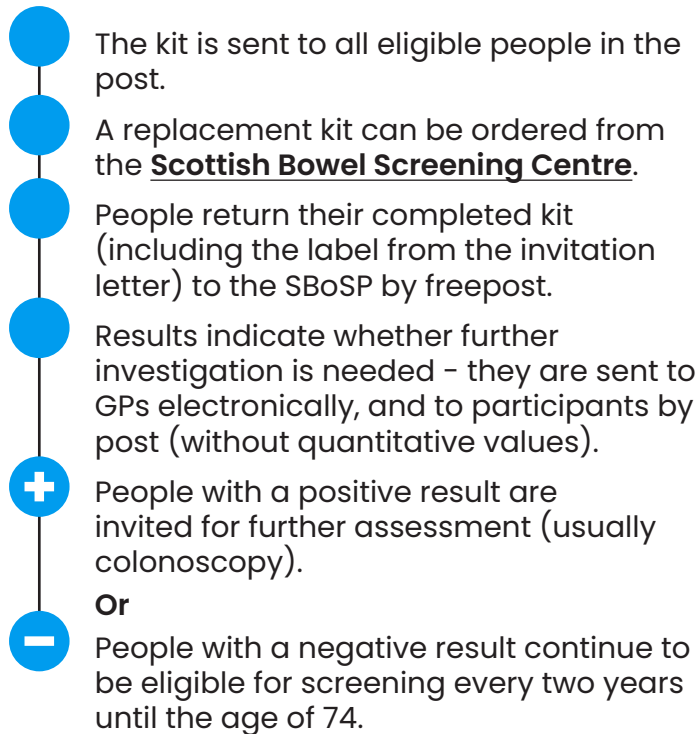 The kit is sent to all eligible people in the
post.
A replacement kit can be ordered from
the Scottish Bowel Screening Centre.
People return their completed kit
(including the label from the invitation
letter) to the SBoSP by freepost.
Results indicate whether further
investigation is needed - they are sent to
GPs electronically, and to participants by
post (without quantitative values).
People with a positive result are
invited for further assessment (usually
colonoscopy).
Or
People with a negative result continue to
be eligible for screening every two years
until the age of 74.